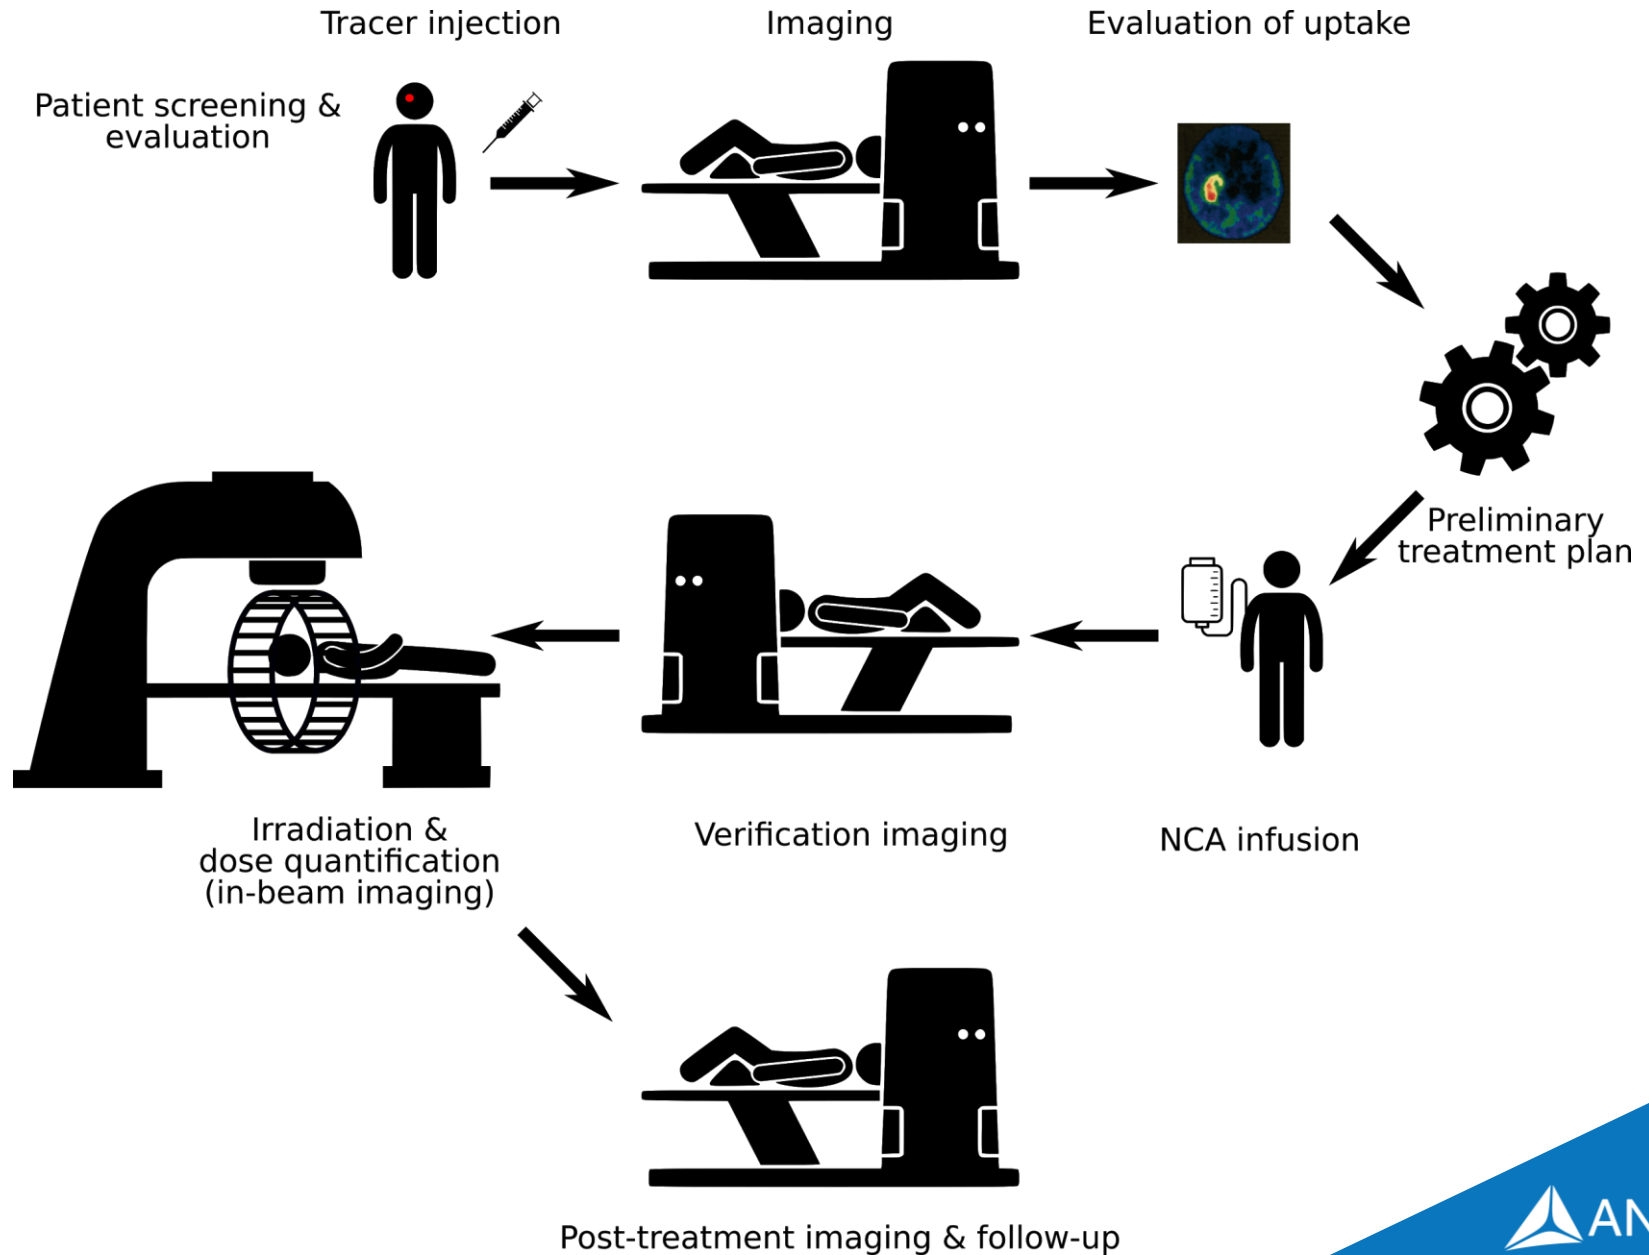 Tracer injection
Imaging
Evaluation of uptake
Patient screening &
evaluation
Preliminary
treatment plan
Irradiation &
dose quantification
(in-beam imaging)
Verification imaging
NCA infusion
Post-treatment imaging & follow-up
AN